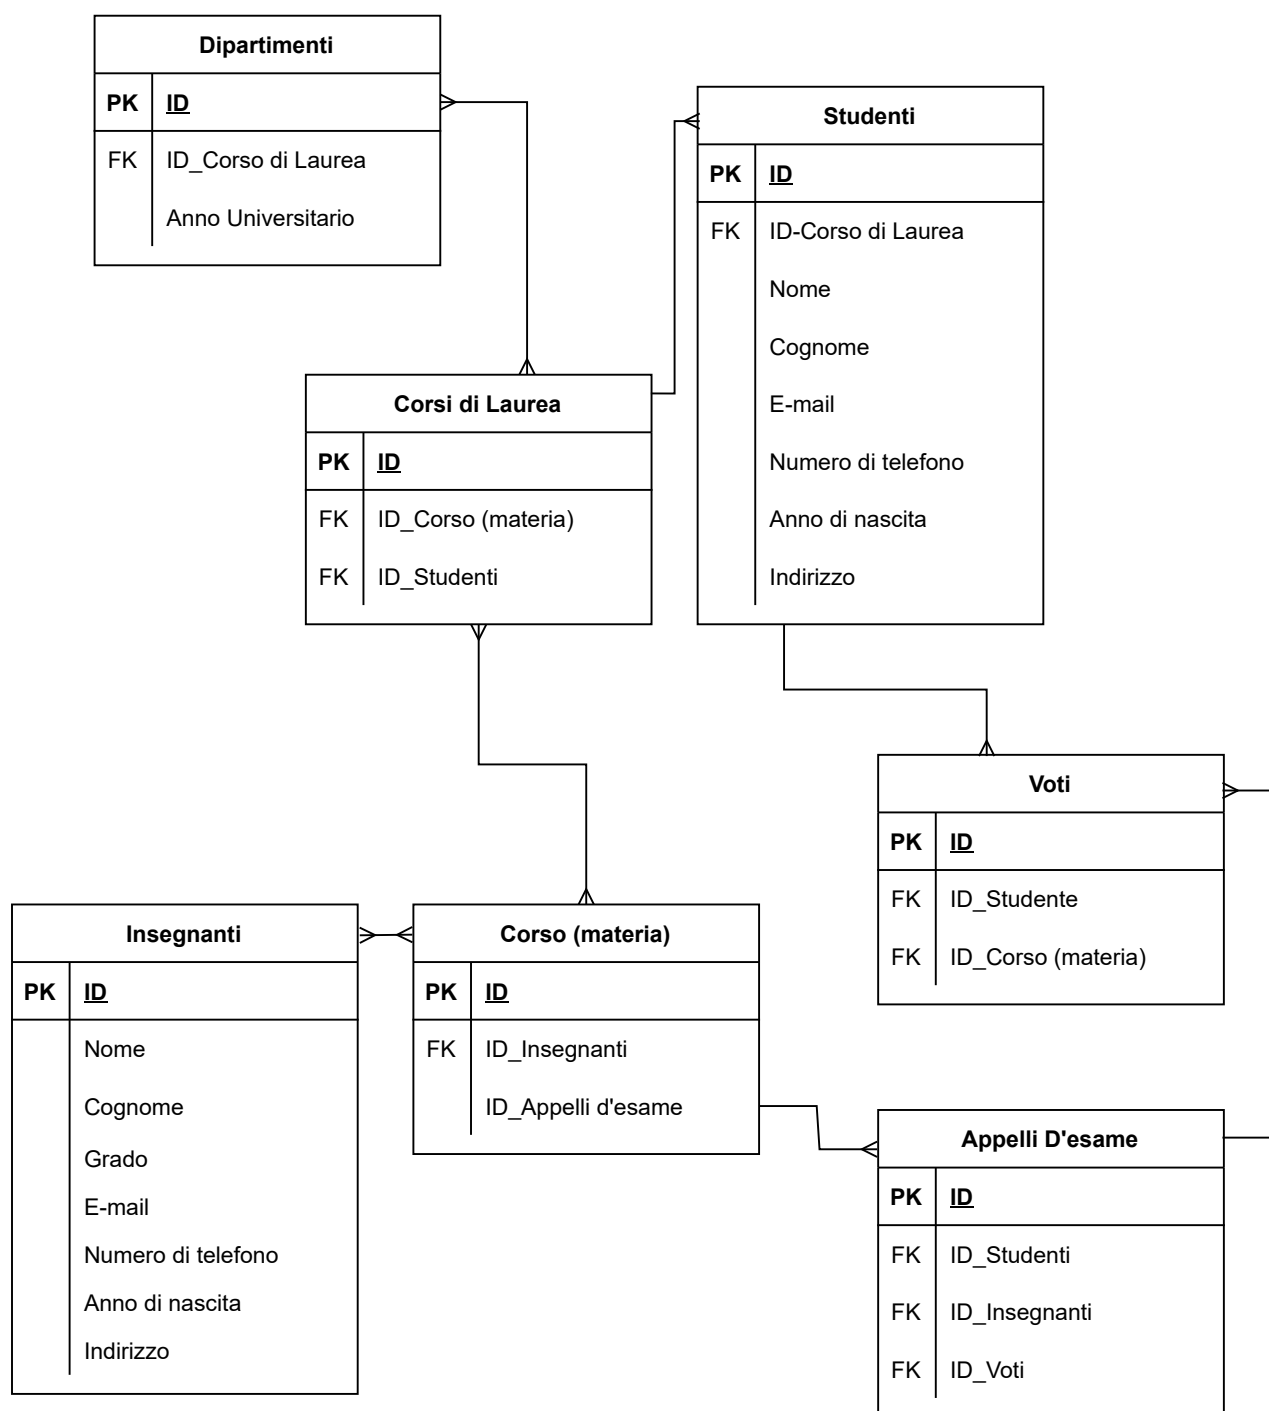 Dipartimenti
PK ID
FK ID_Corso di Laurea
Anno Universitario
Studenti
PK ID
FK ID-Corso di Laurea
Nome
Cognome
E-mail
Numero di telefono
Anno di nascita
Indirizzo
Corsi di Laurea
PK ID
FK ID_Corso (materia)
FK ID_Studenti
Voti
PK ID
FK ID_Studente
FK ID_Corso (materia)
Insegnanti
PK ID
Nome
Cognome
Grado
E-mail
Numero di telefono
Anno di nascita
Indirizzo
Corso (materia)
PK ID
FK ID_Insegnanti
ID_Appelli d'esame
Appelli D'esame
PK ID
FK ID_Studenti
FK ID_Insegnanti
FK ID_Voti